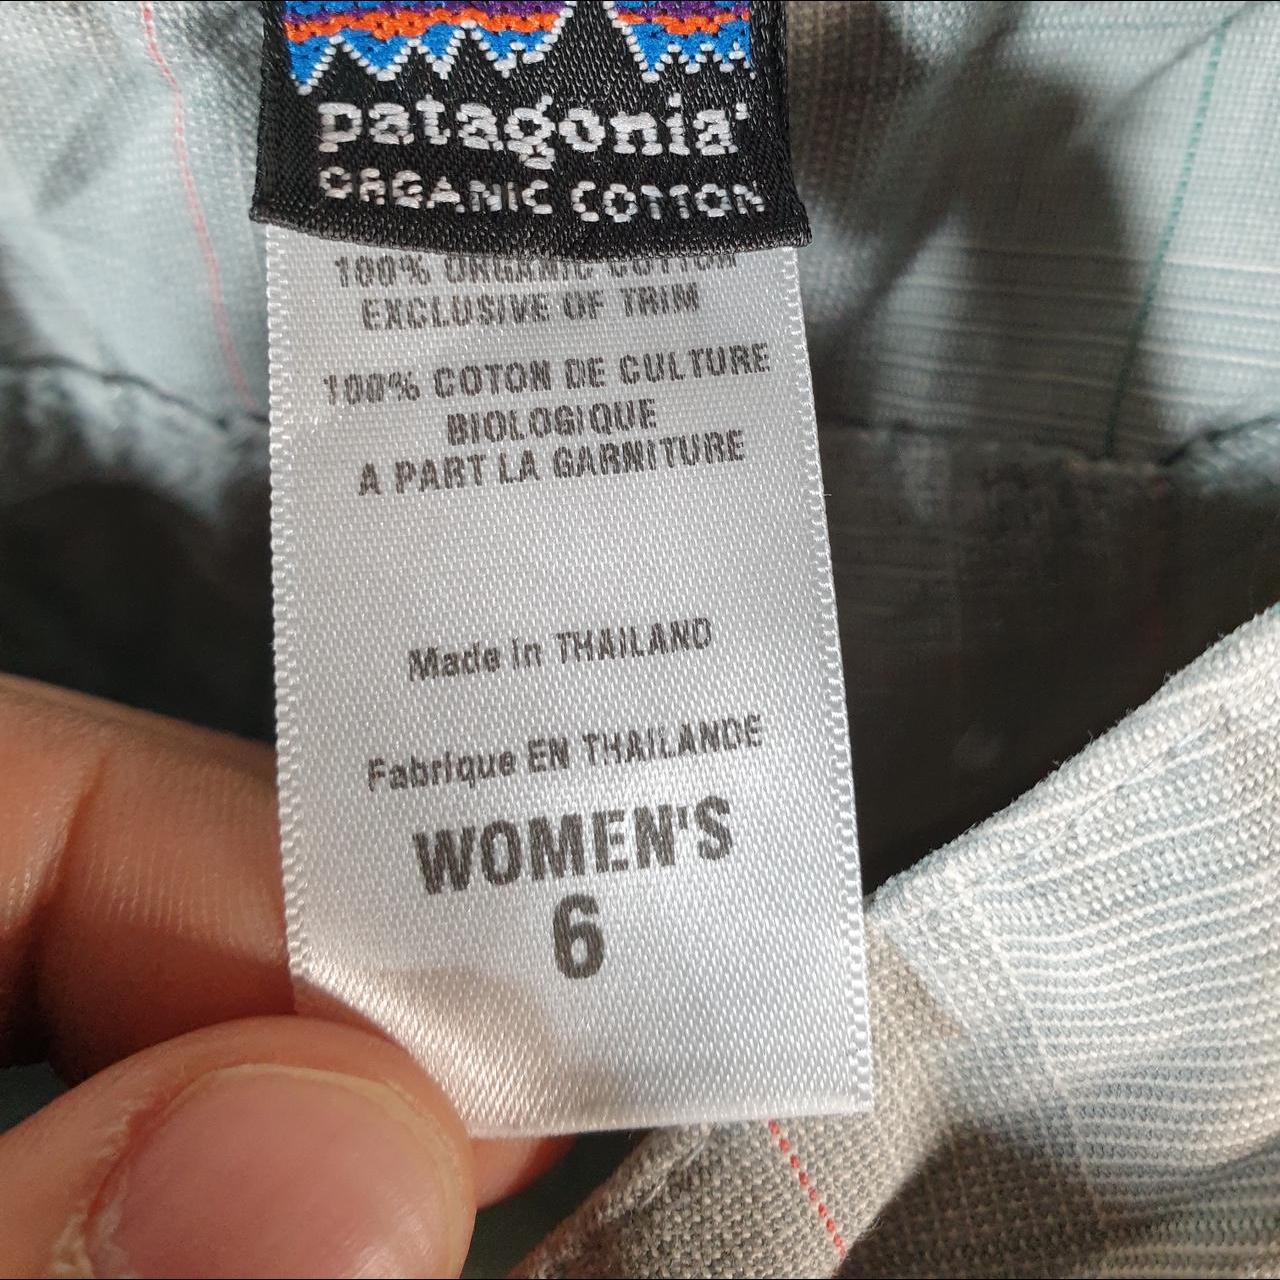 patagonia®
ORGANIC COTTON
100% ORGANIC COTTON
EXCLUSIVE OF TRIM
100% COTON DE CULTURE
BIOLOGIQUE
A PART LA GARNITURE
Made in THAILAND
Fabrique EN THAILANDE
WOMEN'S
6